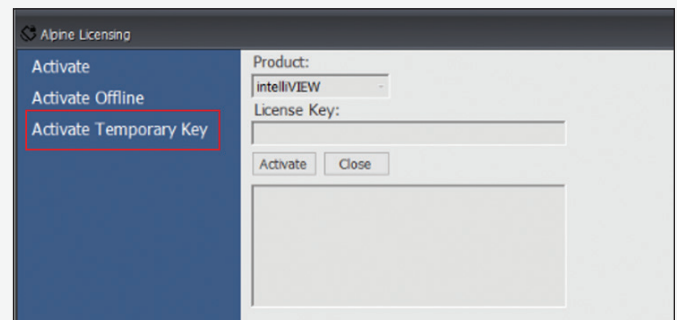 Alpine Licensing
Activate
Activate Offline
Activate Temporary Key
Product:
intelliVIEW
License Key:
Activate Close